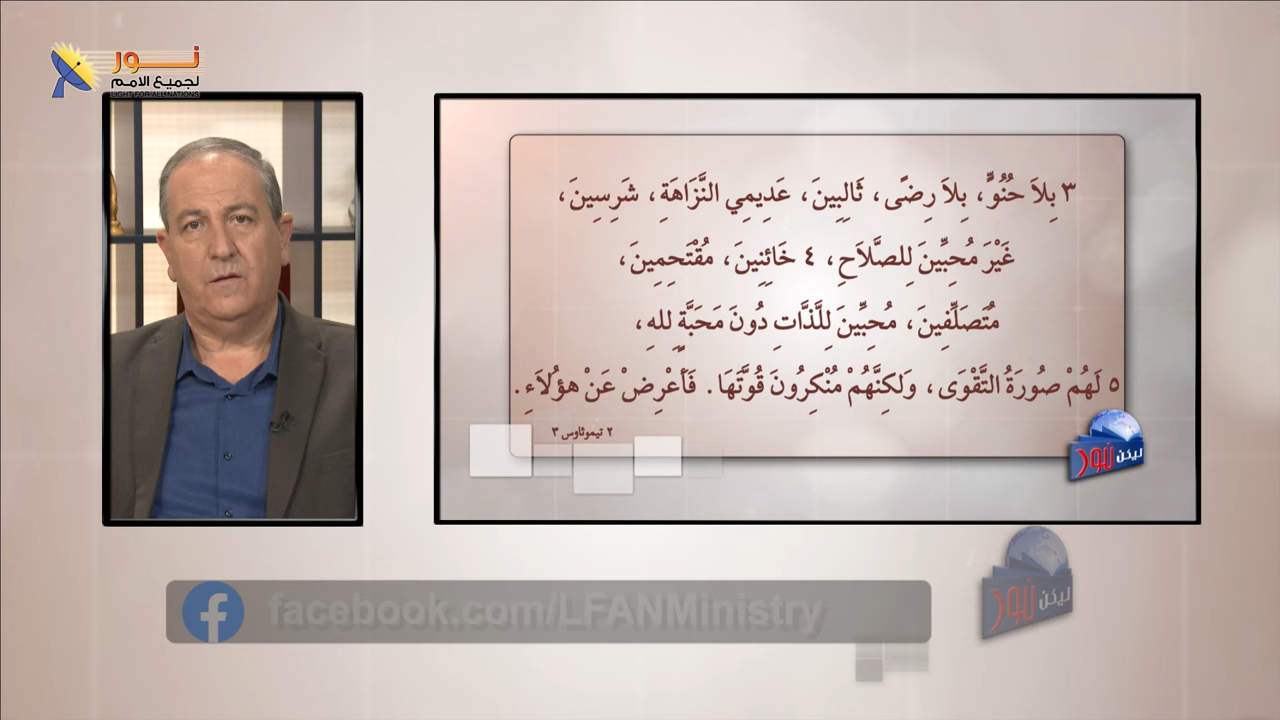 نور
لجميع الامم
LIGHT FOR ALL NATIONS
٣ بِلاَ حُنُوٍّ، بِلاَ رِضًى، ثَالِبِينَ، عَدِيمِي النَّزَاهَةِ، شَرِسِينَ،
غَيْرَ مُحِبِّينَ لِلصَّلاَحِ، ٤ خَائِنِينَ، مُقْتَحِمِينَ،
مُتَصَلِّفِينَ، مُحِبِّينَ لِلَّذَّاتِ دُونَ مَحَبَّةٍ ِللهِ،
٥ لَهُمْ صُورَةُ التَّقْوَى، وَلكِنَّهُمْ مُنْكِرُونَ قُوَّتَهَا. فَأَعْرِضْ عَنْ هؤُلاَءِ.
٢ تيموثاوس ٣
ليكن نور
facebook.com/LFANMinistry
ليكن نور